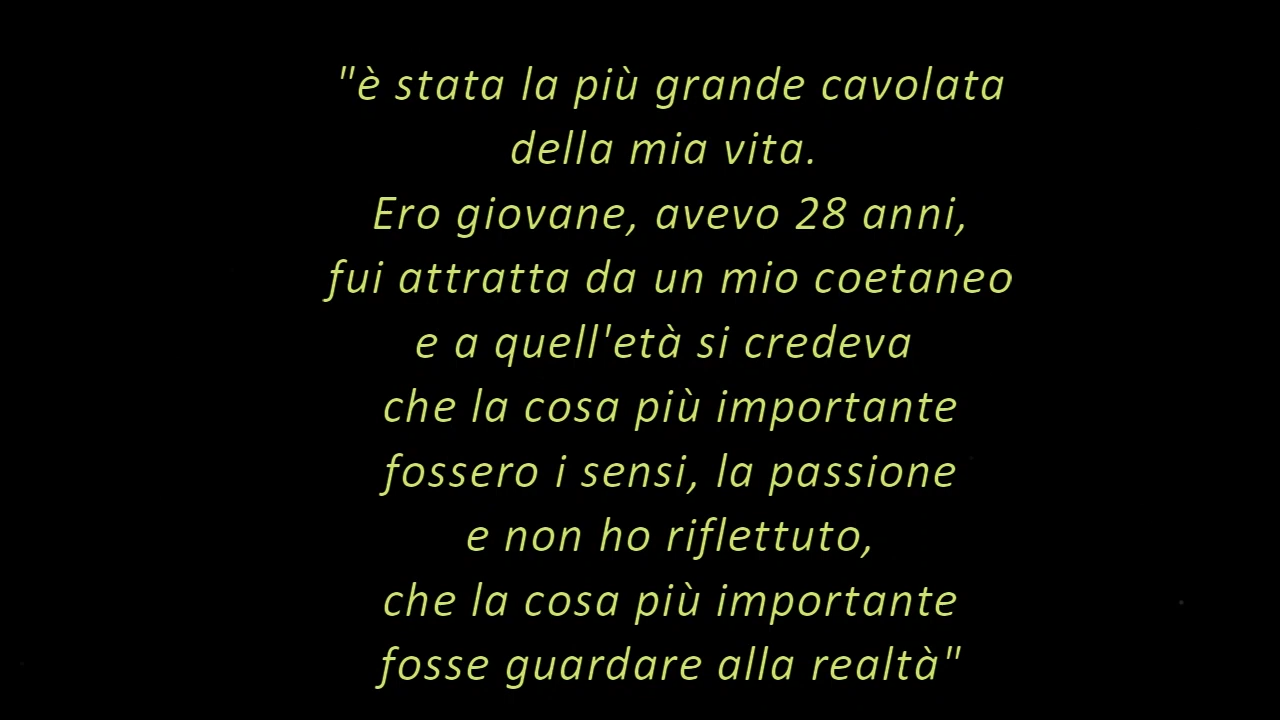 "è stata la più grande cavolata
della mia vita.
Ero giovane, avevo 28 anni,
fui attratta da un mio coetaneo
e a quell'età si credeva
che la cosa più importante
fossero i sensi, la passione
e non ho riflettuto,
che la cosa più importante
fosse guardare alla realtà"